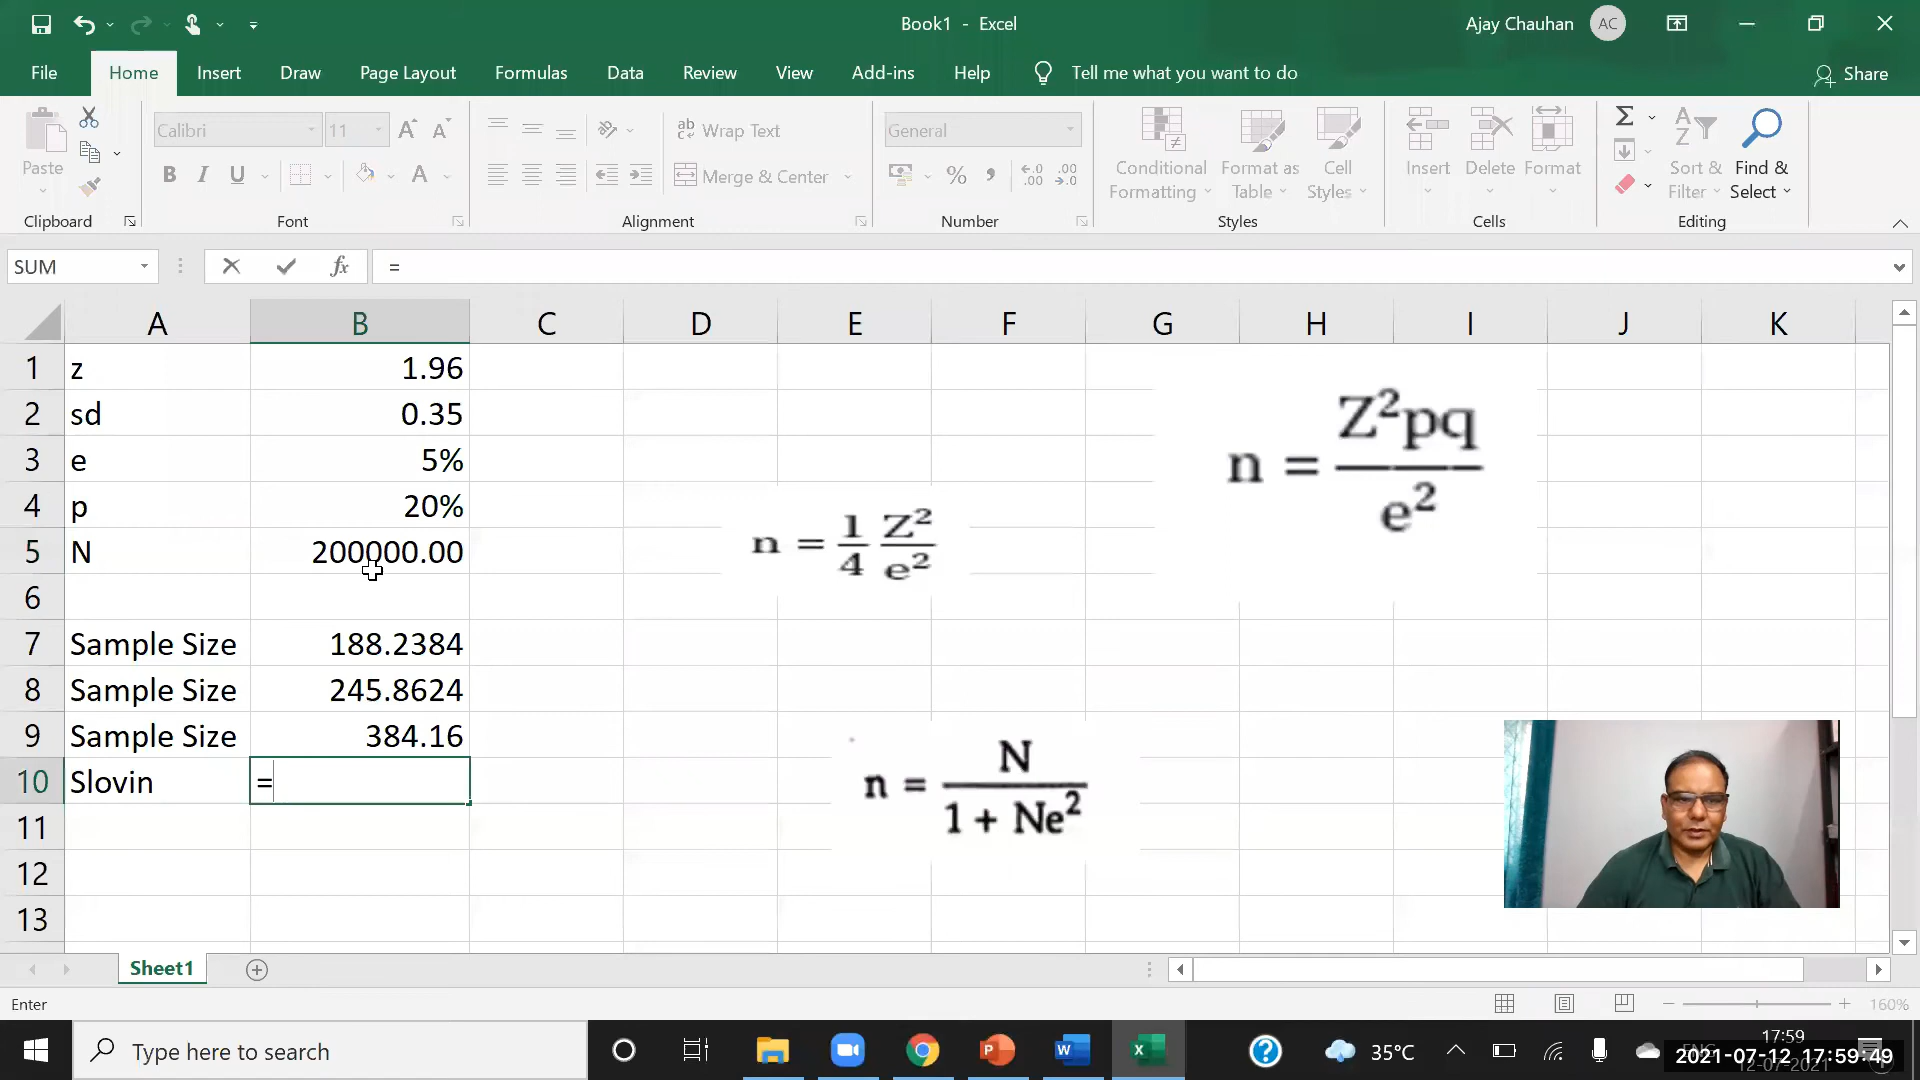 Book1 - Excel
Ajay Chauhan AC
File Home Insert Draw Page Layout Formulas Data Review View Add-ins Help Tell me what you want to do Share
Calibri 11 A A ab Wrap Text General Σ
Paste B I U A Merge & Center % Conditional Formatting Format as Table Cell Styles Insert Delete Format Sort & Filter Find & Select
Clipboard Font Alignment Number Styles Cells Editing
SUM fx =
A B C D E F G H I J K
1 z 1.96
2 sd 0.35
3 e 5%
4 p 20%
5 N 200000.00
6
7 Sample Size 188.2384
8 Sample Size 245.8624
9 Sample Size 384.16
10 Slovin =
11
12
13
n = Z²pq / e²
n = 1/4 Z²/e²
n = N / 1 + Ne²
Sheet1
Enter
160%
Type here to search
35°C
17:59
2021-07-12 17:59:49
12-07-2021